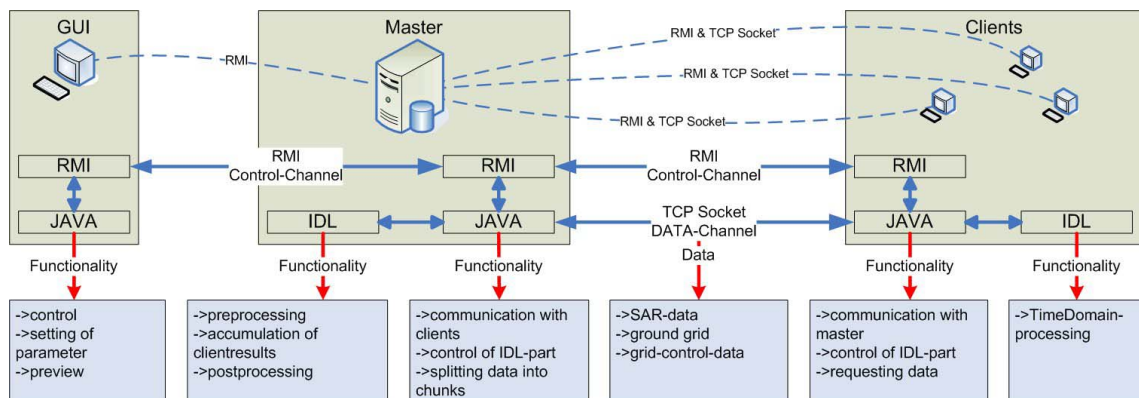 GUI
Master
Clients
RMI
RMI & TCP Socket
RMI & TCP Socket
RMI & TCP Socket
RMI
RMI
Control-Channel
RMI
RMI
Control-Channel
RMI
JAVA
IDL
JAVA
TCP Socket
DATA-Channel
JAVA
IDL
Functionality
Functionality
Functionality
Data
Functionality
Functionality
->control
->setting of
parameter
->preview
->preprocessing
->accumulation of
clientresults
->postprocessing
->communication with
clients
->control of IDL-part
->splitting data into
chunks
->SAR-data
->ground grid
->grid-control-data
->communication with
master
->control of IDL-part
->requesting data
->TimeDomain-
processing